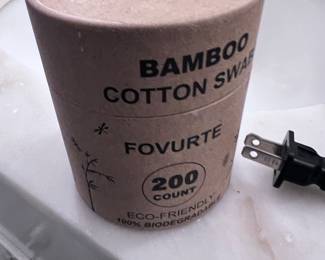 BAMBOO
COTTON SWAB
FOVURTE
200
COUNT
ECO-FRIENDLY
100% BIODEGRADABLE